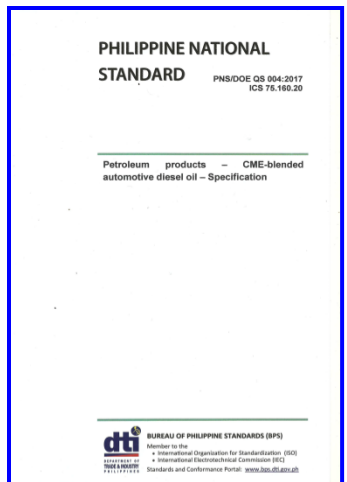 PHILIPPINE NATIONAL
STANDARD PNS/DOE QS 004:2017
ICS 75.160.20
Petroleum products – CME-blended
automotive diesel oil – Specification
dti
DEPARTMENT OF
TRADE & INDUSTRY
PHILIPPINES
BUREAU OF PHILIPPINE STANDARDS (BPS)
Member to the
• International Organization for Standardization (ISO)
• International Electrotechnical Commission (IEC)
Standards and Conformance Portal: www.bps.dti.gov.ph